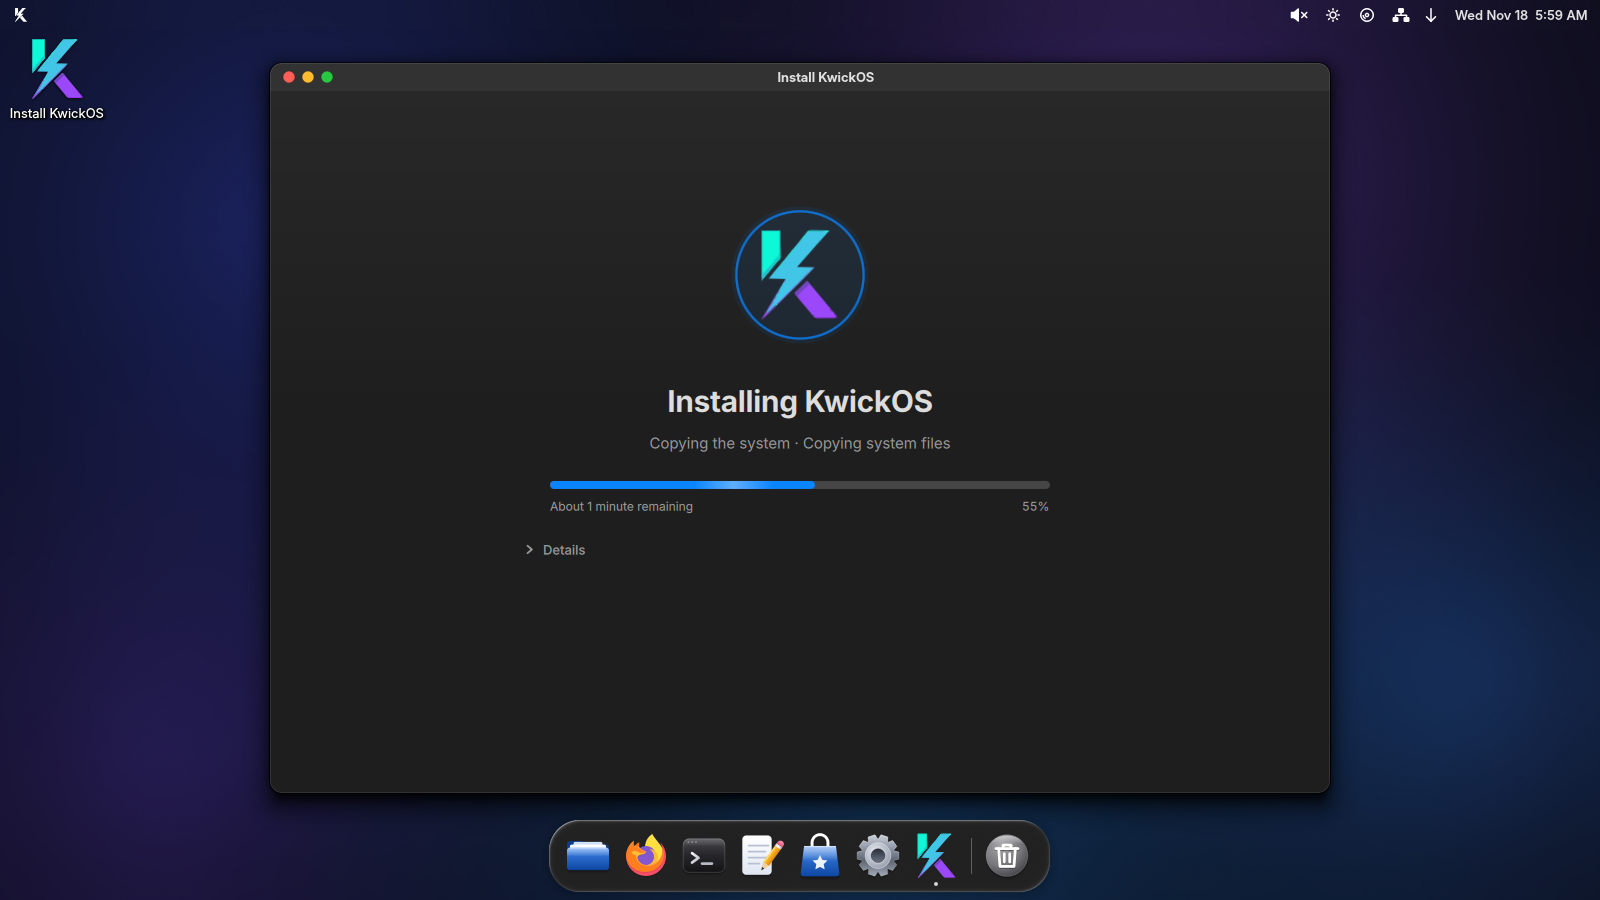 Wed Nov 18 5:59 AM
Install KwickOS
Install KwickOS
Installing KwickOS
Copying the system · Copying system files
About 1 minute remaining
55%
Details